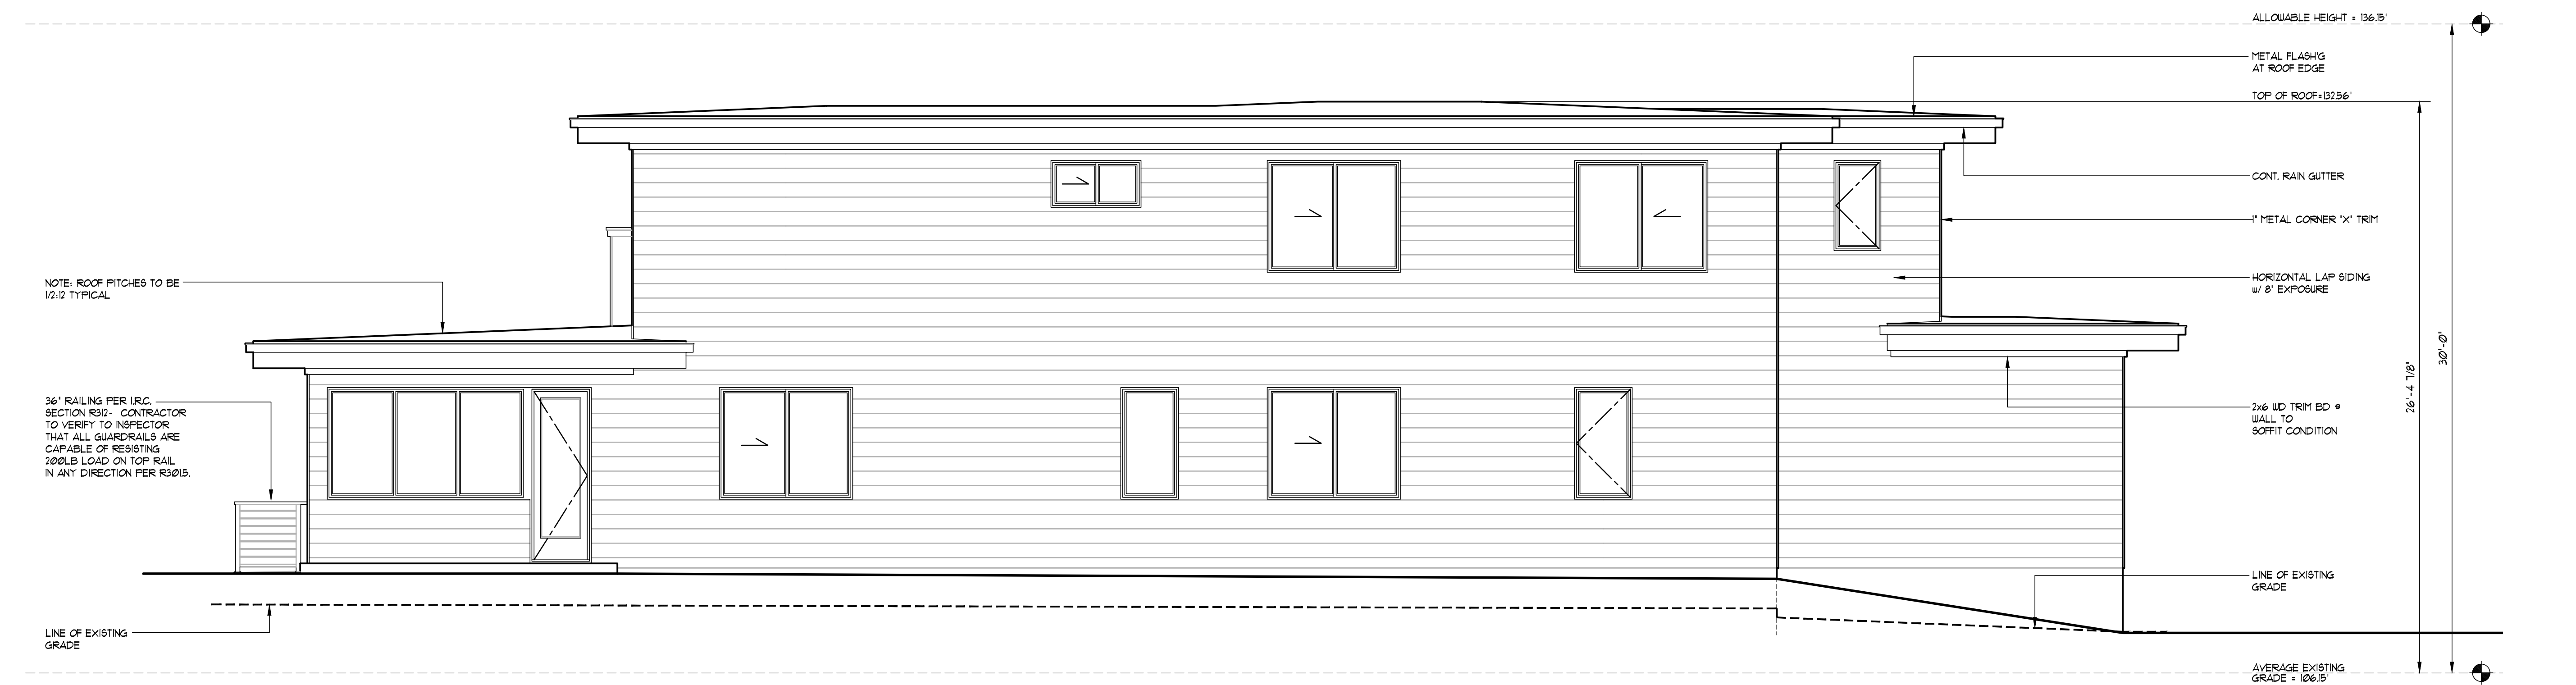 ALLOWABLE HEIGHT = 136.15'
METAL FLASH'G
AT ROOF EDGE
TOP OF ROOF=132.56'
CONT. RAIN GUTTER
1" METAL CORNER "X" TRIM
HORIZONTAL LAP SIDING
w/ 8" EXPOSURE
NOTE: ROOF PITCHES TO BE
1/2:12 TYPICAL
30'-0"
26'-4 7/8"
36" RAILING PER I.R.C.
SECTION R312- CONTRACTOR
TO VERIFY TO INSPECTOR
THAT ALL GUARDRAILS ARE
CAPABLE OF RESISTING
200LB LOAD ON TOP RAIL
IN ANY DIRECTION PER R301.5.
2x6 WD TRIM BD @
WALL TO
SOFFIT CONDITION
LINE OF EXISTING
GRADE
LINE OF EXISTING
GRADE
AVERAGE EXISTING
GRADE = 106.15'